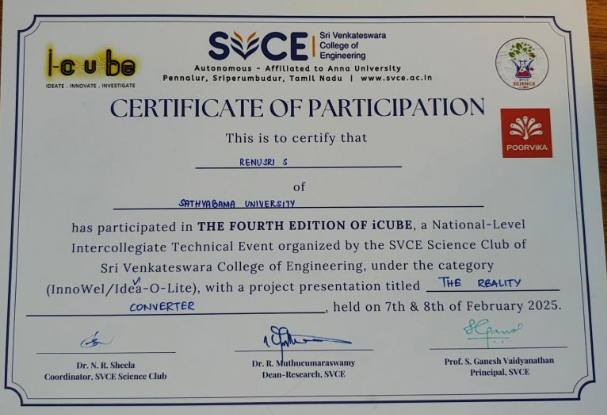 i-cube
IDEATE . INNOVATE . INVESTIGATE
SVCE
Sri Venkateswara
College of
Engineering
Autonomous - Affiliated to Anna University
Pennalur, Sriperumbudur, Tamil Nadu | www.svce.ac.in
SCIENCE
CERTIFICATE OF PARTICIPATION
POORVIKA
This is to certify that
RENUSRI S
of
SATHYABAMA UNIVERSITY
has participated in THE FOURTH EDITION OF iCUBE, a National-Level
Intercollegiate Technical Event organized by the SVCE Science Club of
Sri Venkateswara College of Engineering, under the category
(InnoWel/Idea-O-Lite), with a project presentation titled THE REALITY
CONVERTER, held on 7th & 8th of February 2025.
Dr. N. R. Sheela
Coordinator, SVCE Science Club
Dr. R. Muthucumaraswamy
Dean-Research, SVCE
Prof. S. Ganesh Vaidyanathan
Principal, SVCE